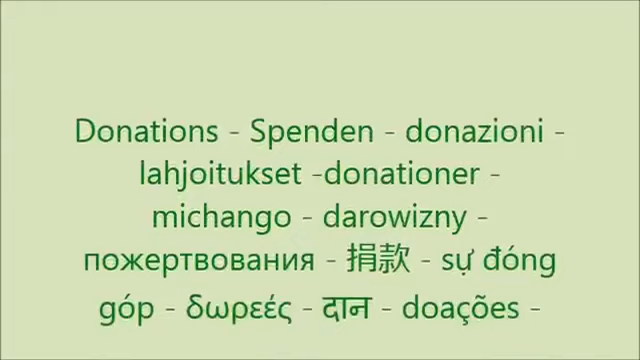 Donations - Spenden - donazioni -
lahjoitukset -donationer -
michango - darowizny -
пожертвования - 捐款 - sự đóng
góp - δωρεές - दान - doações -